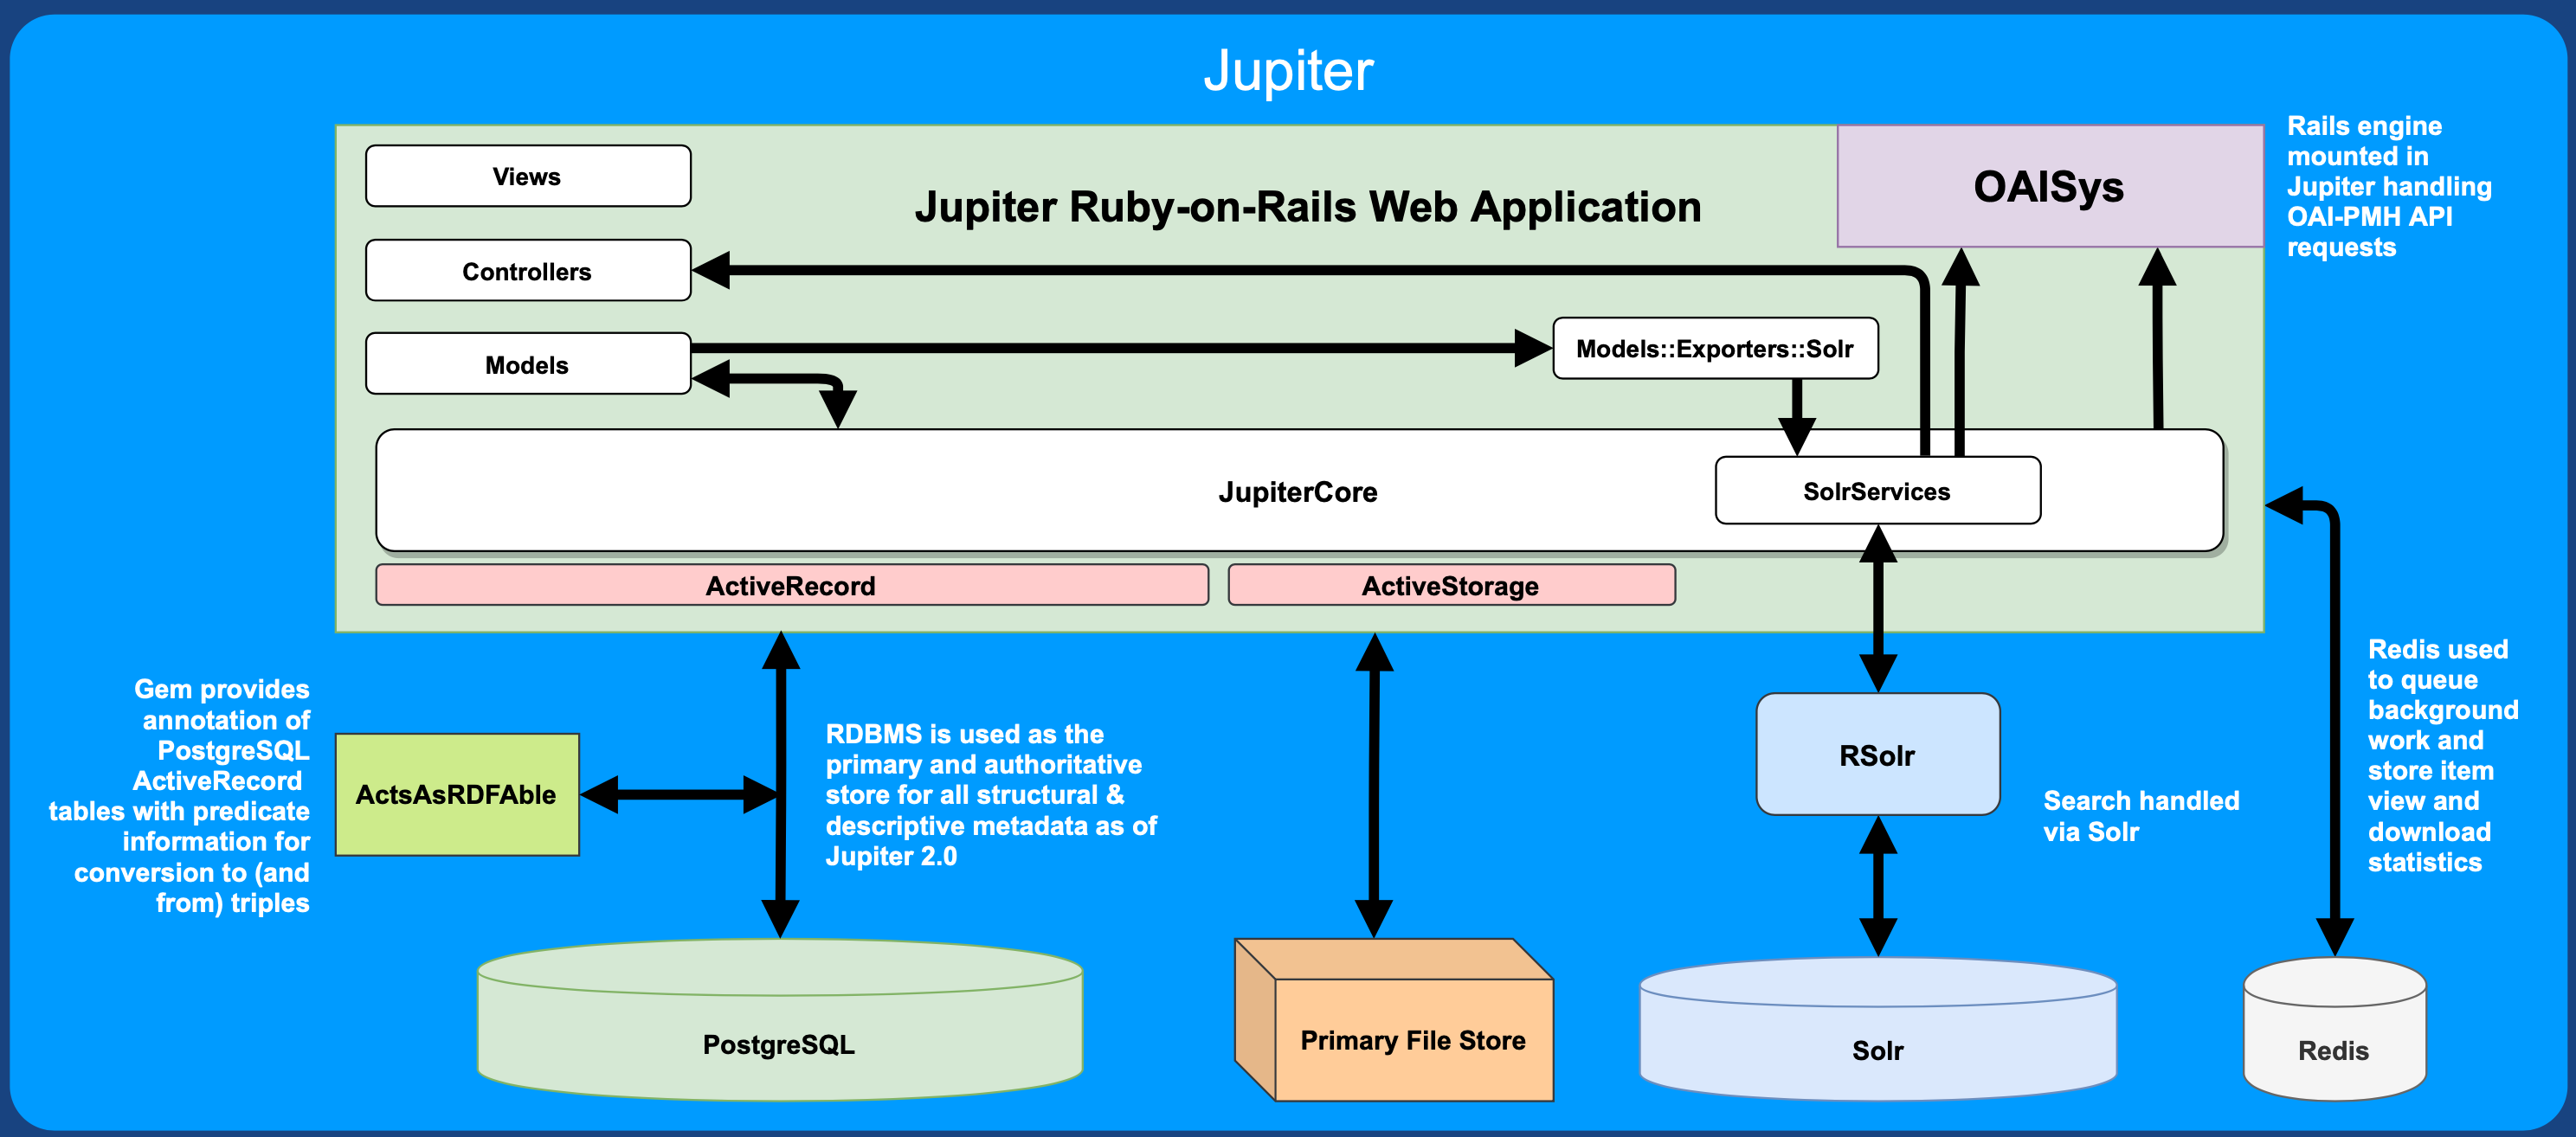 Jupiter
Views
Jupiter Ruby-on-Rails Web Application
OAISys
Rails engine
mounted in
Jupiter handling
OAI-PMH API
requests
Controllers
Models
Models::Exporters::Solr
JupiterCore
SolrServices
ActiveRecord
ActiveStorage
Gem provides
annotation of
PostgreSQL
ActiveRecord
tables with predicate
information for
conversion to (and
from) triples
ActsAsRDFAble
RDBMS is used as the
primary and authoritative
store for all structural &
descriptive metadata as of
Jupiter 2.0
RSolr
Search handled
via Solr
Redis used
to queue
background
work and
store item
view and
download
statistics
PostgreSQL
Primary File Store
Solr
Redis